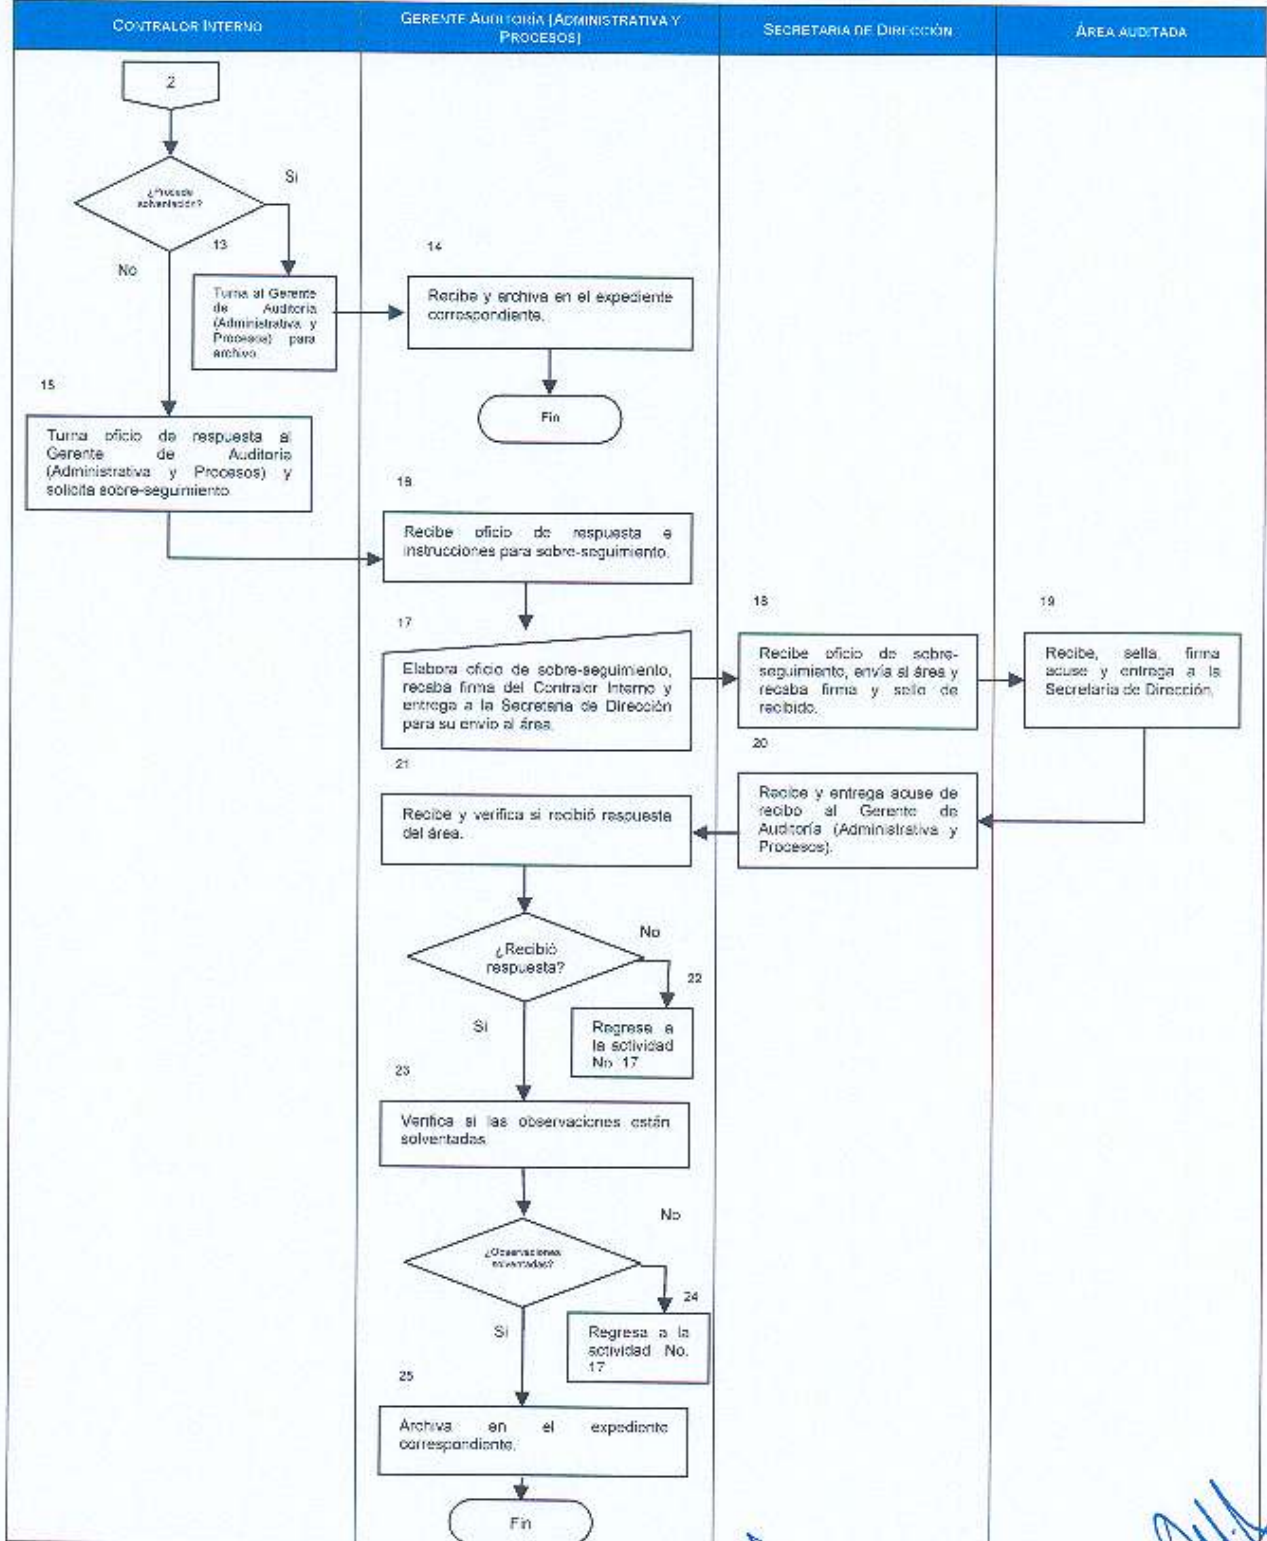 CONTRALOR INTERNO
GERENTE AUDITORÍA (ADMINISTRATIVA Y
PROCESOS)
SECRETARIA DE DIRECCIÓN
ÁREA AUDITADA
2
¿Procede
solventación?
Si
No
13
Turna al Gerente
de Auditoría
(Administrativa y
Procesos) para
archivo.
14
Recibe y archiva en el expediente
correspondiente.
Fin
15
Turna oficio de respuesta al
Gerente de Auditoría
(Administrativa y Procesos) y
solicita sobre-seguimiento
16
Recibe oficio de respuesta e
instrucciones para sobre-seguimiento.
17
Elabora oficio de sobre-seguimiento,
recaba firma del Contralor Interno y
entrega a la Secretaria de Dirección
para su envío al área.
18
Recibe oficio de sobre-
seguimiento, envía al área y
recaba firma y sello de
recibido.
19
Recibe, sella, firma
acuse y entrega a la
Secretaria de Dirección.
20
Recibe y entrega acuse de
recibo al Gerente de
Auditoría (Administrativa y
Procesos).
21
Recibe y verifica si recibió respuesta
del área.
¿Recibió
respuesta?
No
22
Regresa a
la actividad
No. 17
Si
23
Verifica si las observaciones están
solventadas
¿Observaciones
solventadas?
No
24
Regresa a la
actividad No.
17
Si
25
Archiva en el expediente
correspondiente.
Fin